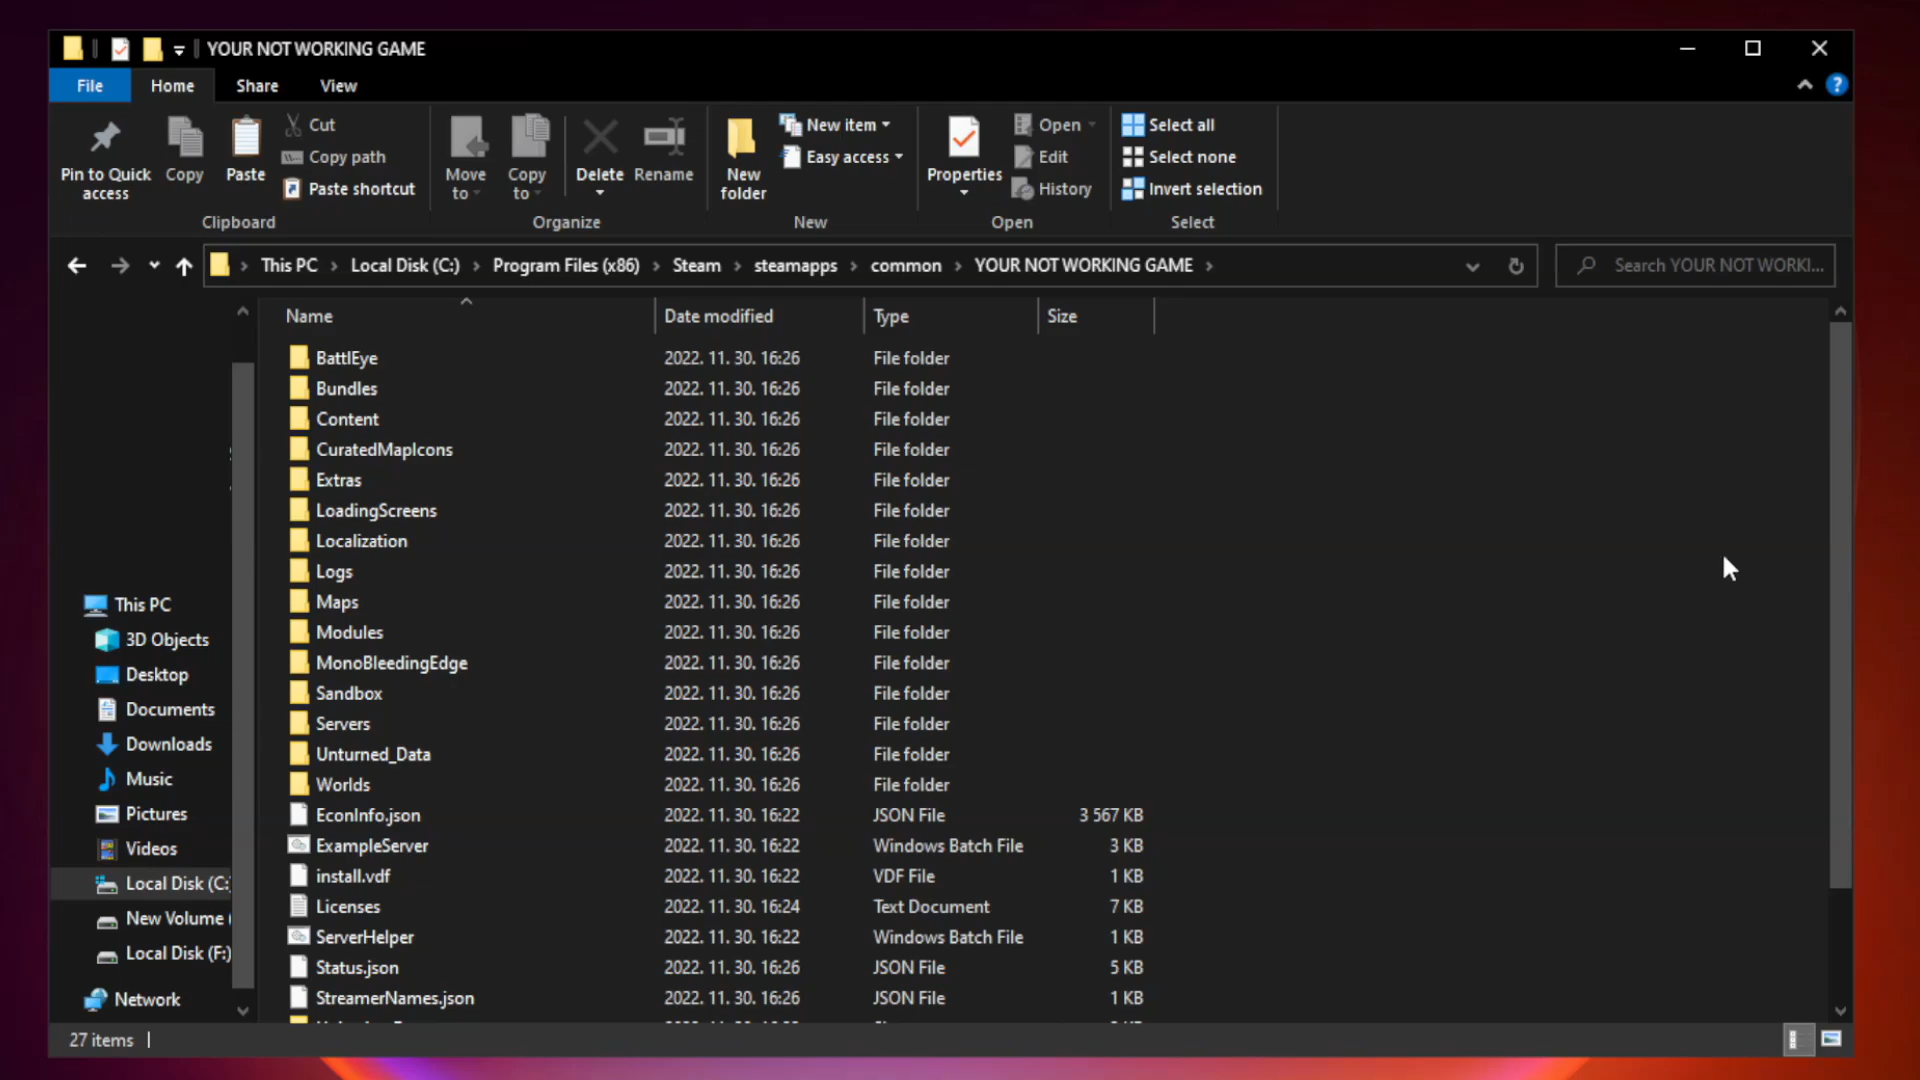 YOUR NOT WORKING GAME
File Home Share View
Pin to Quick access
Copy
Paste
Cut
Copy path
Paste shortcut
Clipboard
Move to
Copy to
Delete
Rename
Organize
New folder
New item
Easy access
New
Properties
Open
Edit
History
Open
Select all
Select none
Invert selection
Select
This PC Local Disk (C:) Program Files (x86) Steam steamapps common YOUR NOT WORKING GAME
Search YOUR NOT WORKI...
This PC
3D Objects
Desktop
Documents
Downloads
Music
Pictures
Videos
Local Disk (C:
New Volume (
Local Disk (F:)
Network
Name Date modified Type Size
BattlEye 2022. 11. 30. 16:26 File folder
Bundles 2022. 11. 30. 16:26 File folder
Content 2022. 11. 30. 16:26 File folder
CuratedMapIcons 2022. 11. 30. 16:26 File folder
Extras 2022. 11. 30. 16:26 File folder
LoadingScreens 2022. 11. 30. 16:26 File folder
Localization 2022. 11. 30. 16:26 File folder
Logs 2022. 11. 30. 16:26 File folder
Maps 2022. 11. 30. 16:26 File folder
Modules 2022. 11. 30. 16:26 File folder
MonoBleedingEdge 2022. 11. 30. 16:26 File folder
Sandbox 2022. 11. 30. 16:26 File folder
Servers 2022. 11. 30. 16:26 File folder
Unturned_Data 2022. 11. 30. 16:26 File folder
Worlds 2022. 11. 30. 16:26 File folder
EconInfo.json 2022. 11. 30. 16:22 JSON File 3 567 KB
ExampleServer 2022. 11. 30. 16:22 Windows Batch File 3 KB
install.vdf 2022. 11. 30. 16:22 VDF File 1 KB
Licenses 2022. 11. 30. 16:24 Text Document 7 KB
ServerHelper 2022. 11. 30. 16:22 Windows Batch File 1 KB
Status.json 2022. 11. 30. 16:26 JSON File 5 KB
StreamerNames.json 2022. 11. 30. 16:26 JSON File 1 KB
27 items